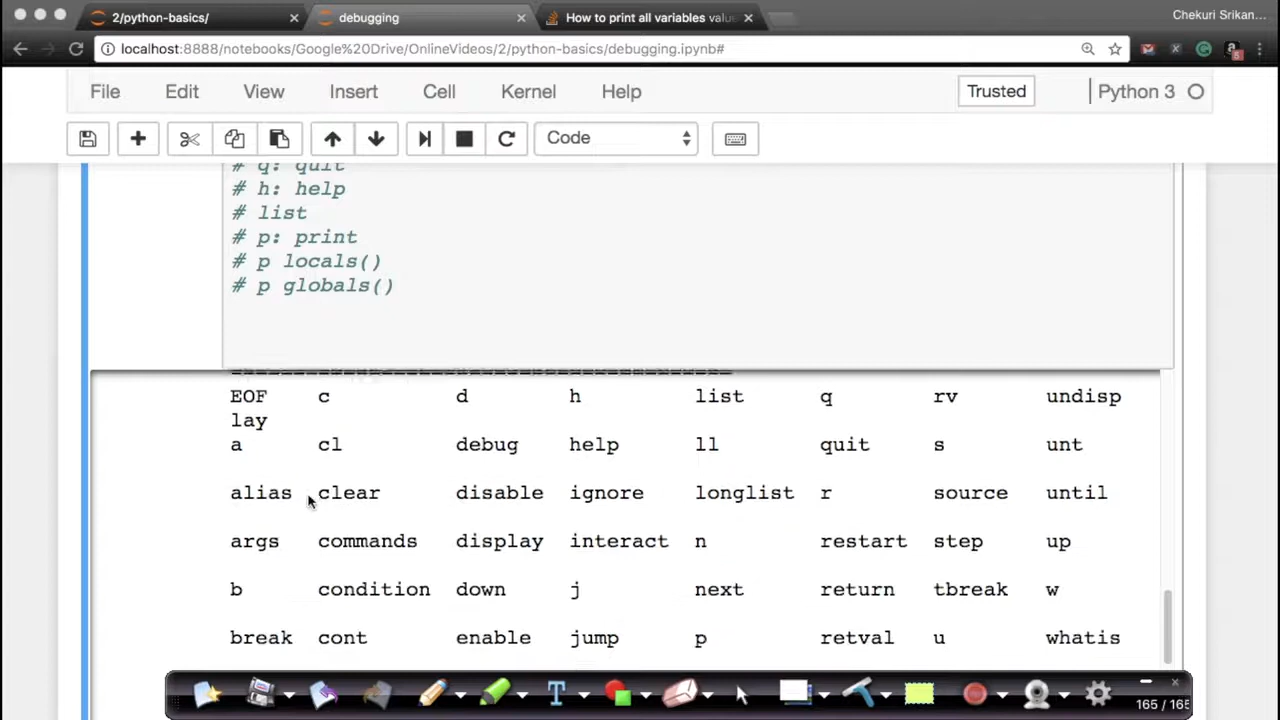 2/python-basics/
debugging
How to print all variables value
Chekuri Srikan...
localhost:8888/notebooks/Google%20Drive/OnlineVideos/2/python-basics/debugging.ipynb#
File Edit View Insert Cell Kernel Help Trusted Python 3
Code
# q: quit
# h: help
# list
# p: print
# p locals()
# p globals()
EOF c d h list q rv undisp
lay
a cl debug help ll quit s unt
alias clear disable ignore longlist r source until
args commands display interact n restart step up
b condition down j next return tbreak w
break cont enable jump p retval u whatis
165 / 165